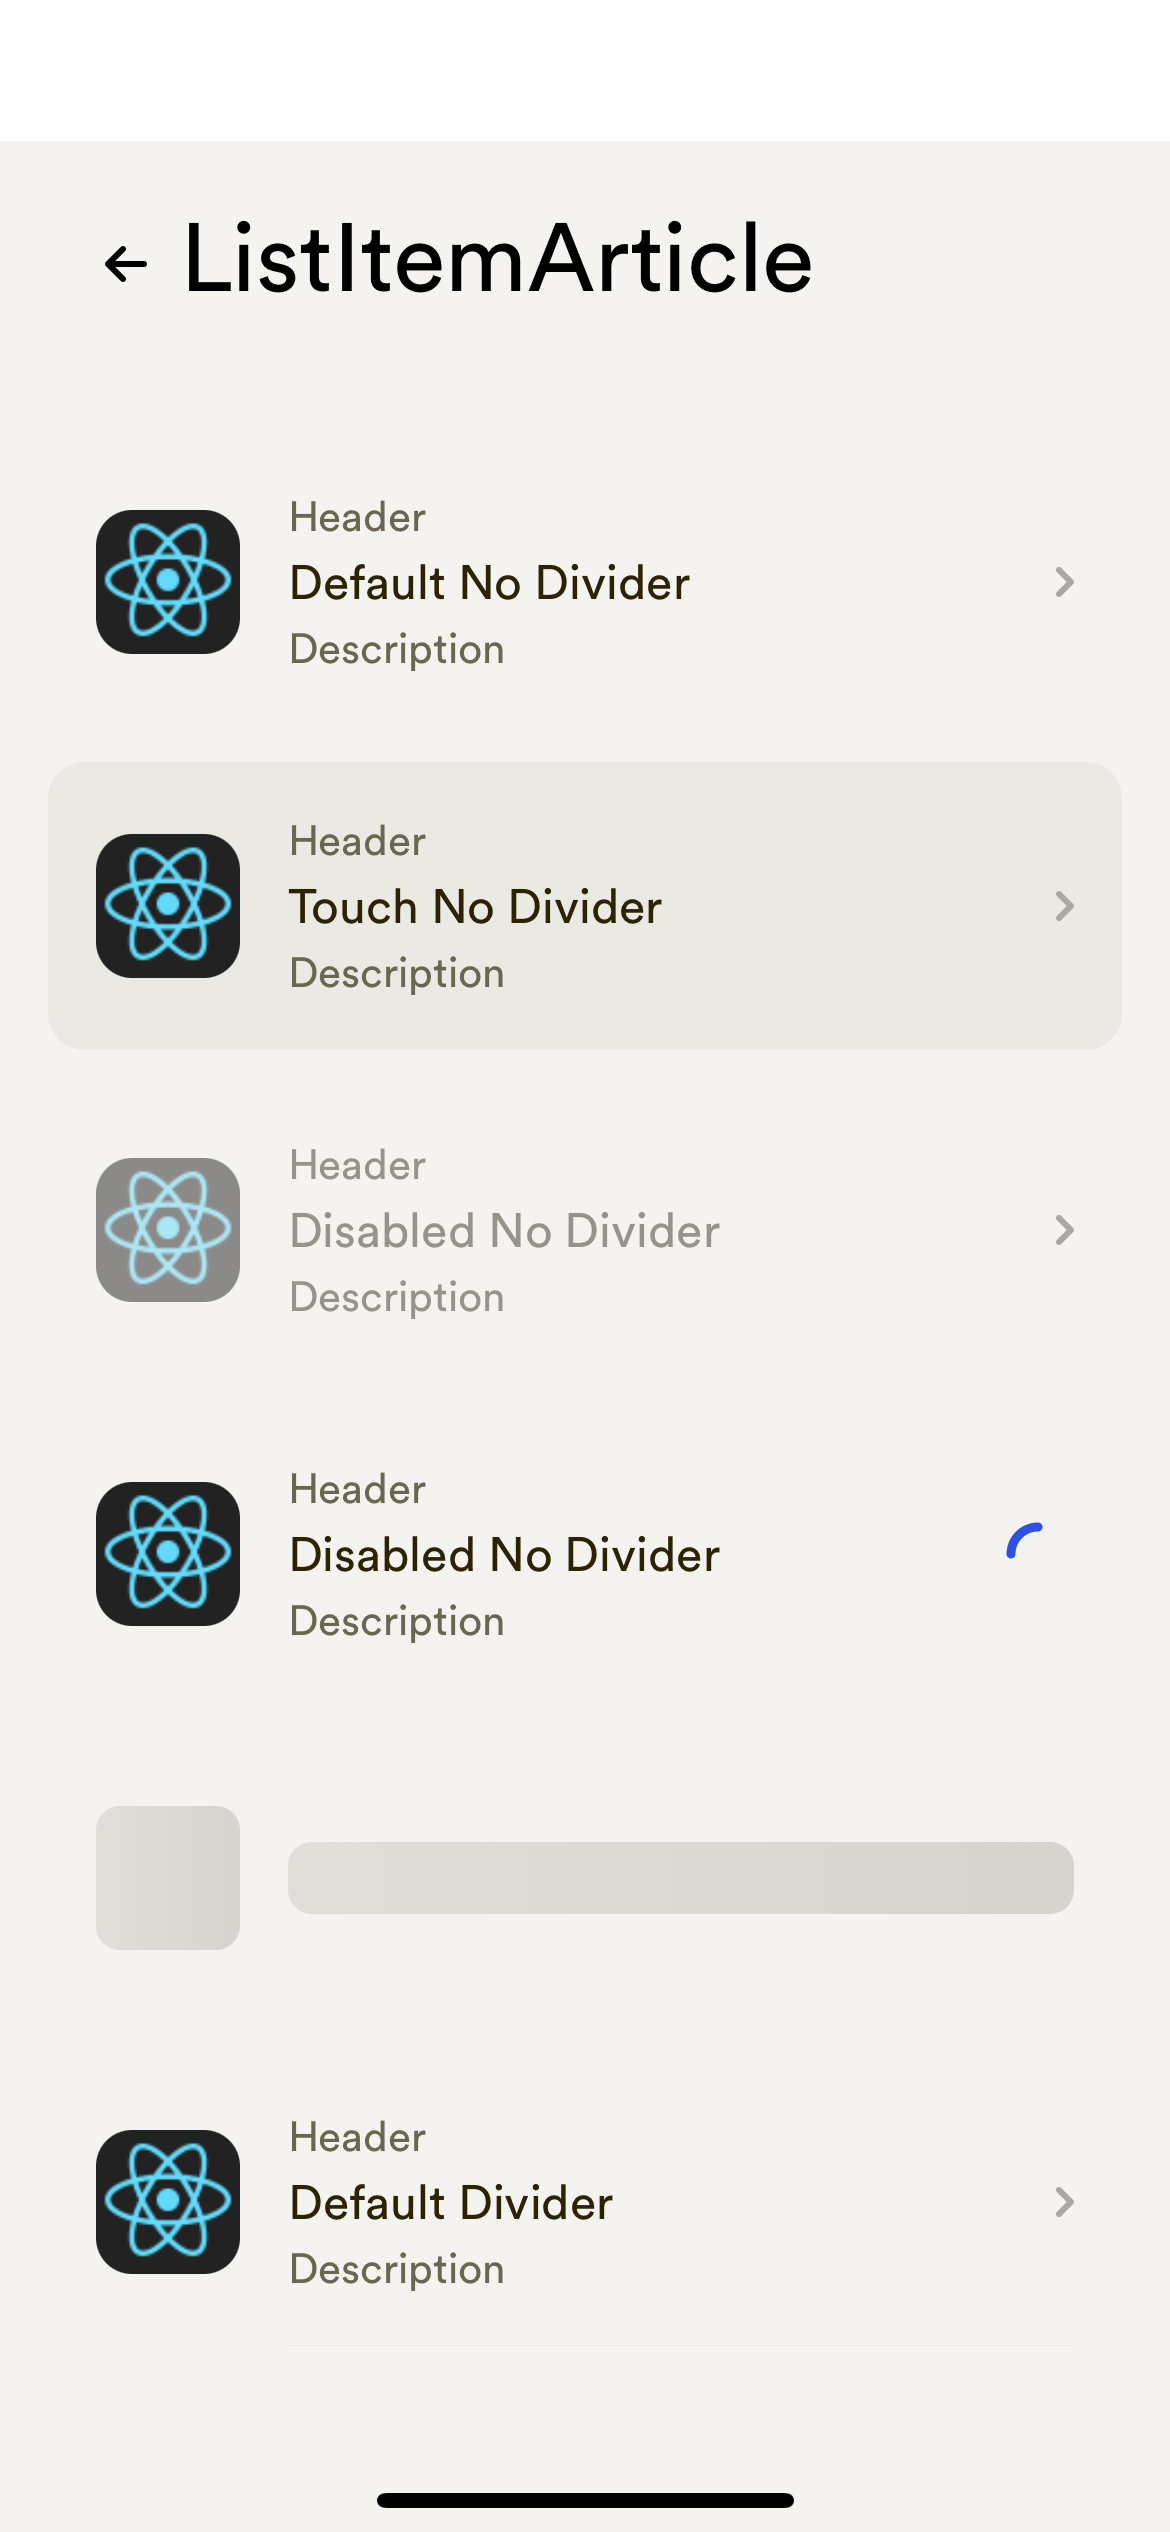 ListItemArticle
Header
Default No Divider
Description
Header
Touch No Divider
Description
Header
Disabled No Divider
Description
Header
Disabled No Divider
Description
Header
Default Divider
Description